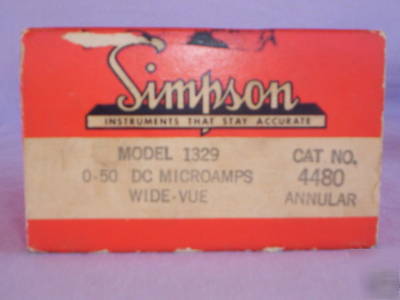 Simpson
INSTRUMENTS THAT STAY ACCURATE
MODEL 1329 CAT NO.
0-50 DC MICROAMPS 4480
WIDE-VUE ANNULAR